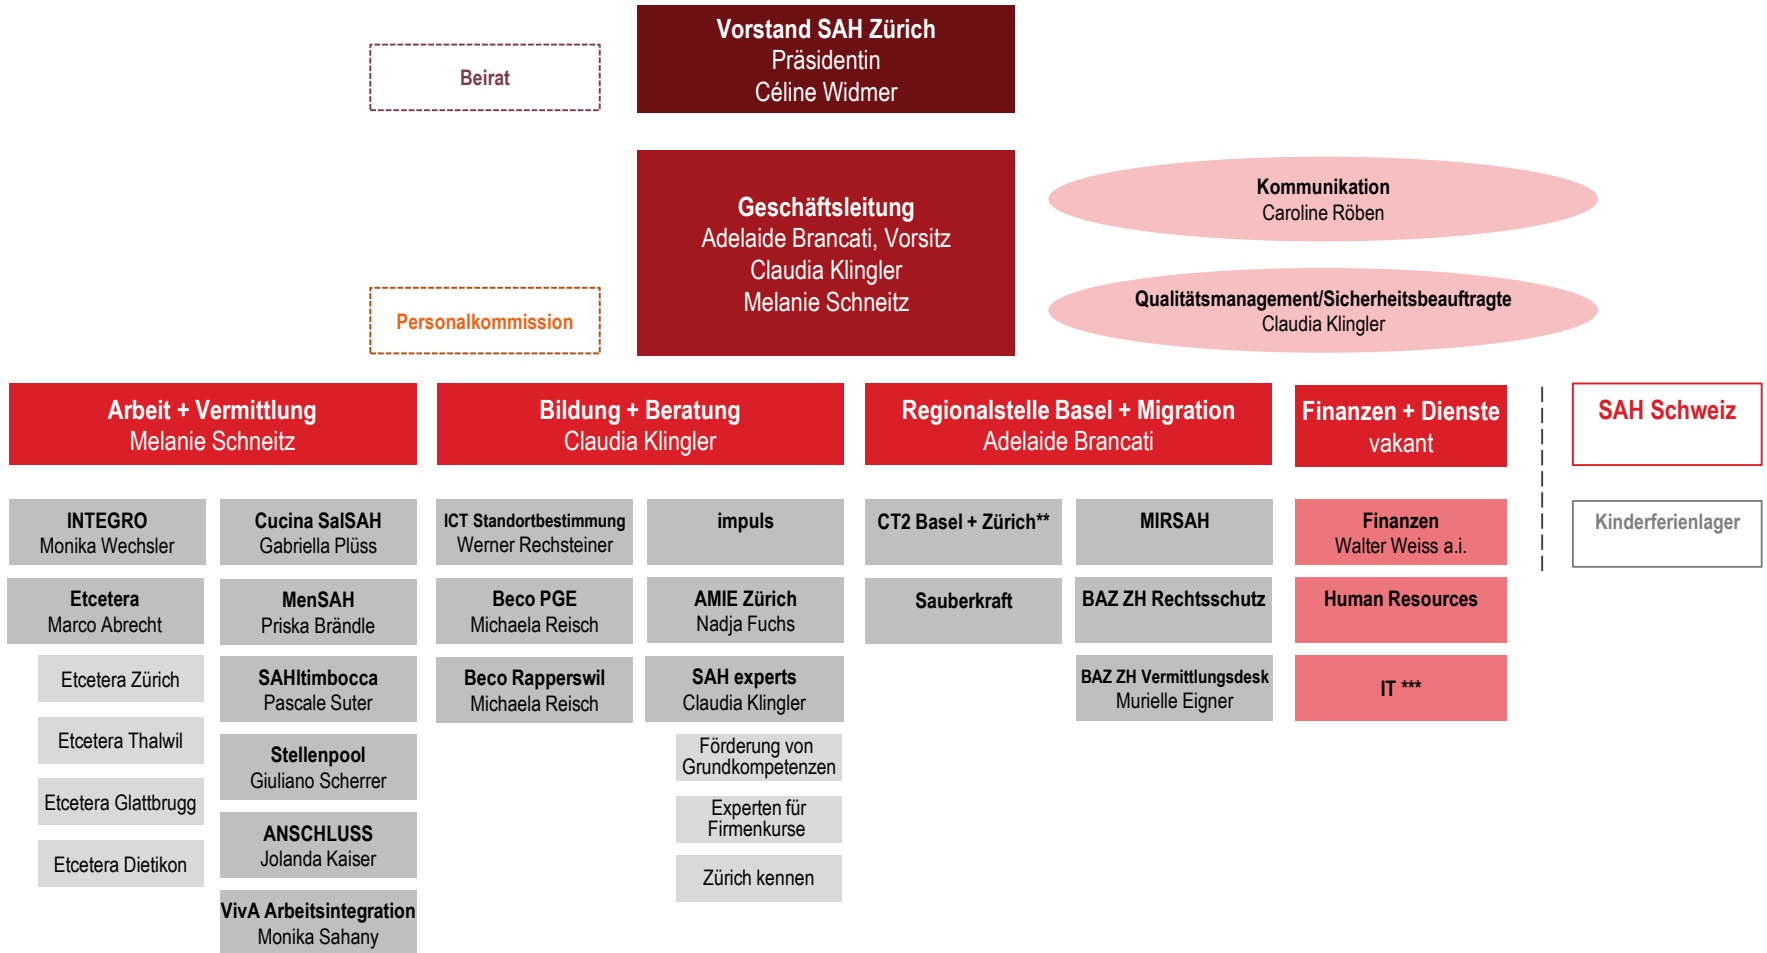 Vorstand SAH Zürich
Präsidentin
Céline Widmer
Beirat
Geschäftsleitung
Adelaide Brancati, Vorsitz
Claudia Klingler
Melanie Schneitz
Kommunikation
Caroline Röben
Qualitätsmanagement/Sicherheitsbeauftragte
Claudia Klingler
Personalkommission
Arbeit + Vermittlung
Melanie Schneitz
Bildung + Beratung
Claudia Klingler
Regionalstelle Basel + Migration
Adelaide Brancati
Finanzen + Dienste
vakant
SAH Schweiz
INTEGRO
Monika Wechsler
Etcetera
Marco Abrecht
Etcetera Zürich
Etcetera Thalwil
Etcetera Glattbrugg
Etcetera Dietikon
Cucina SalSAH
Gabriella Plüss
MenSAH
Priska Brändle
SAHltimbocca
Pascale Suter
Stellenpool
Giuliano Scherrer
ANSCHLUSS
Jolanda Kaiser
VivA Arbeitsintegration
Monika Sahany
ICT Standortbestimmung
Werner Rechsteiner
Beco PGE
Michaela Reisch
Beco Rapperswil
Michaela Reisch
impuls
AMIE Zürich
Nadja Fuchs
SAH experts
Claudia Klingler
Förderung von
Grundkompetenzen
Experten für
Firmenkurse
Zürich kennen
CT2 Basel + Zürich**
Sauberkraft
MIRSAH
BAZ ZH Rechtsschutz
BAZ ZH Vermittlungsdesk
Murielle Eigner
Finanzen
Walter Weiss a.i.
Human Resources
IT ***
Kinderferienlager